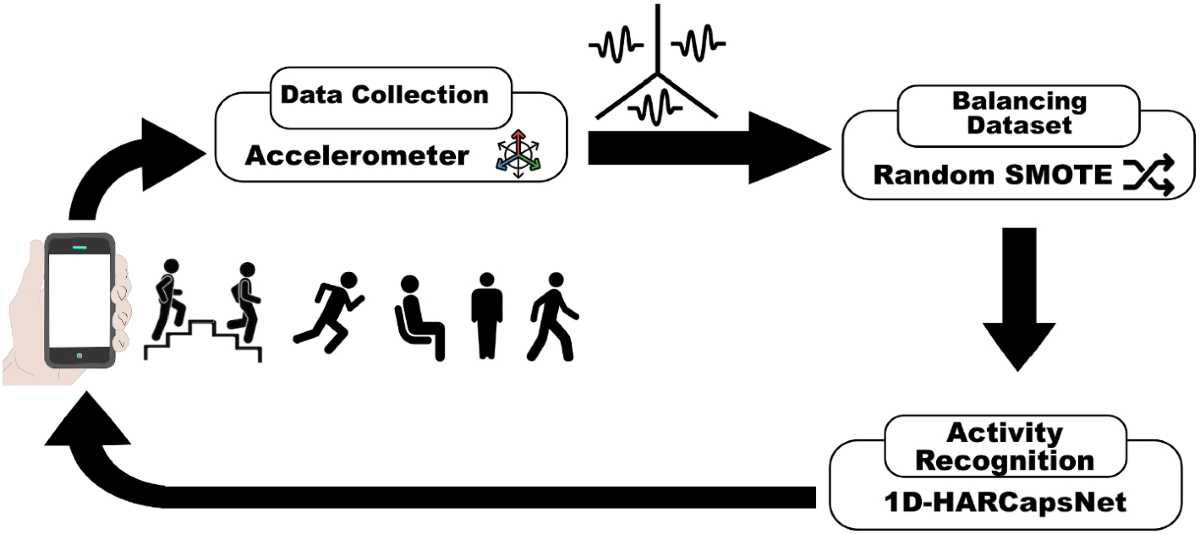 Data Collection
Accelerometer
Balancing
Dataset
Random SMOTE
Activity
Recognition
1D-HARCapsNet